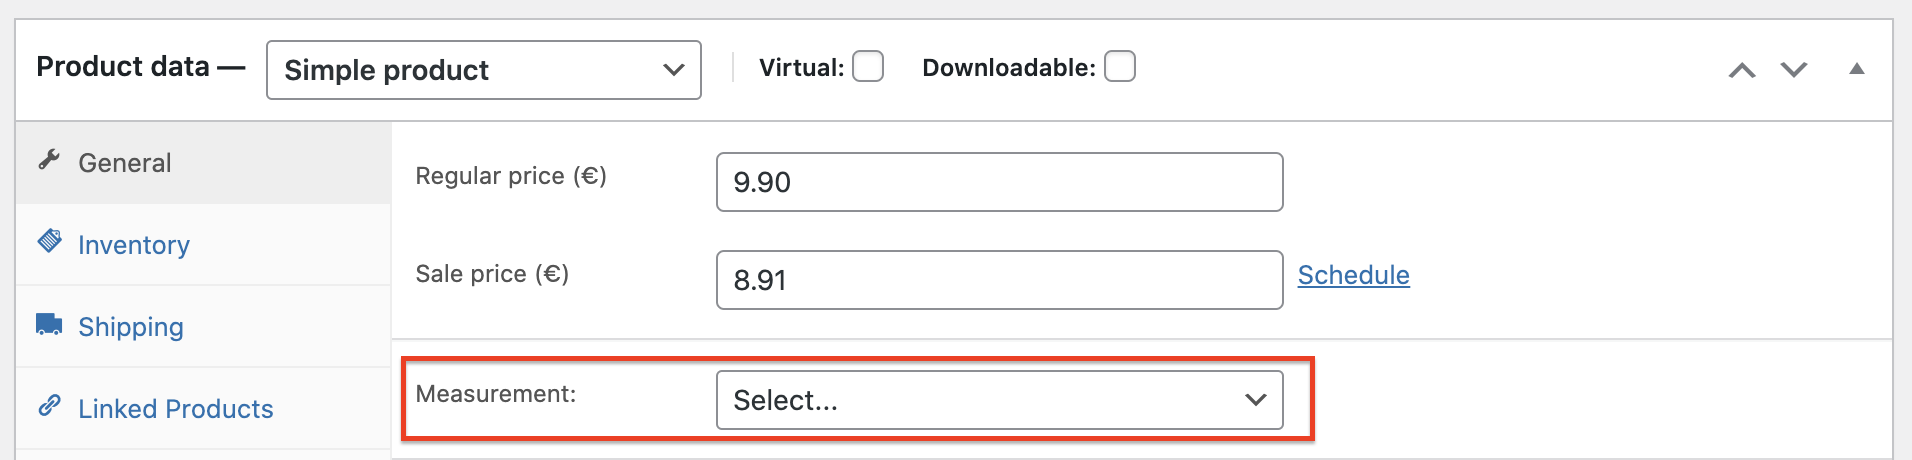 Product data — Simple product Virtual: Downloadable:
General
Inventory
Shipping
Linked Products
Regular price (€) 9.90
Sale price (€) 8.91 Schedule
Measurement: Select...